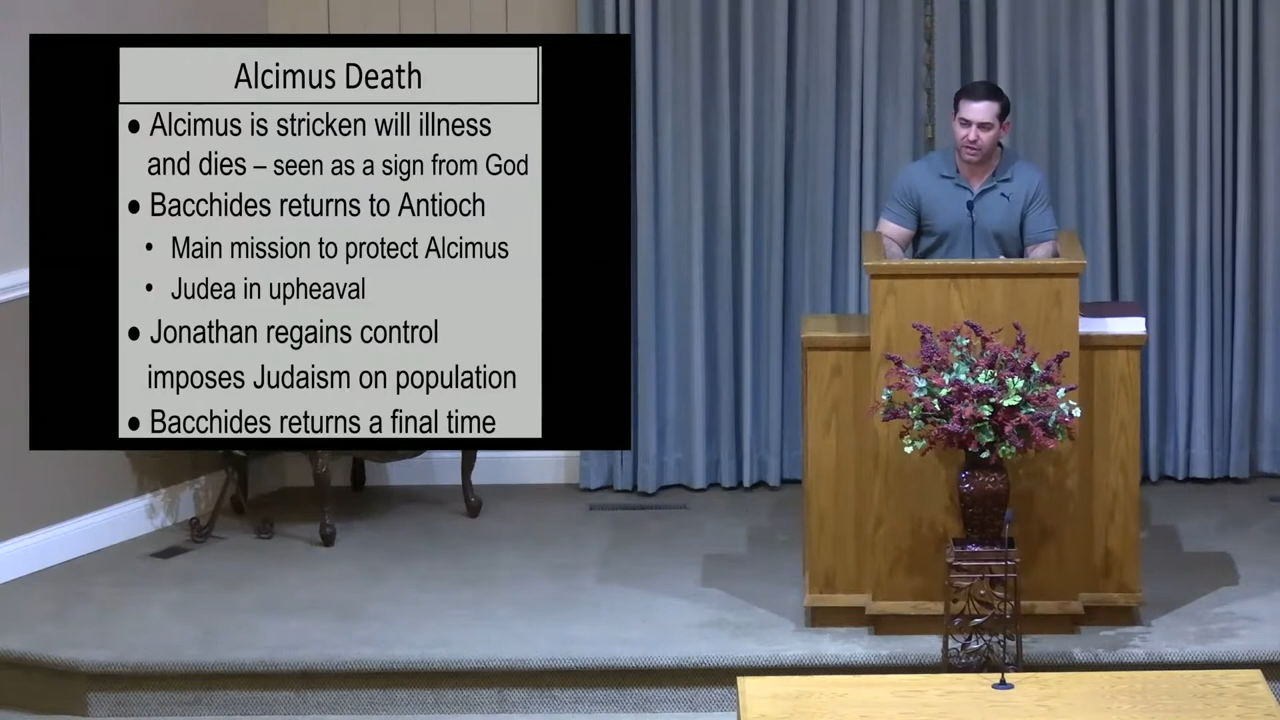 Alcimus Death
● Alcimus is stricken will illness
and dies – seen as a sign from God
● Bacchides returns to Antioch
• Main mission to protect Alcimus
• Judea in upheaval
● Jonathan regains control
imposes Judaism on population
● Bacchides returns a final time